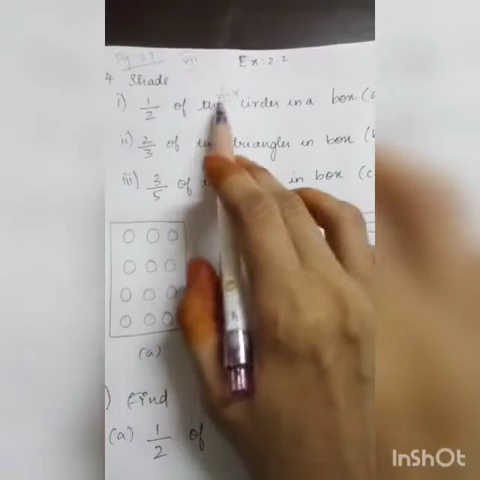 Pg 37 VII Ex: 2.2
4 Shade
i) 1/2 of circles in a box (a
ii) 2/3 of triangles in box (
iii) 3/5 of in box (c
(a)
) Find
(a) 1/2 of
InShOt